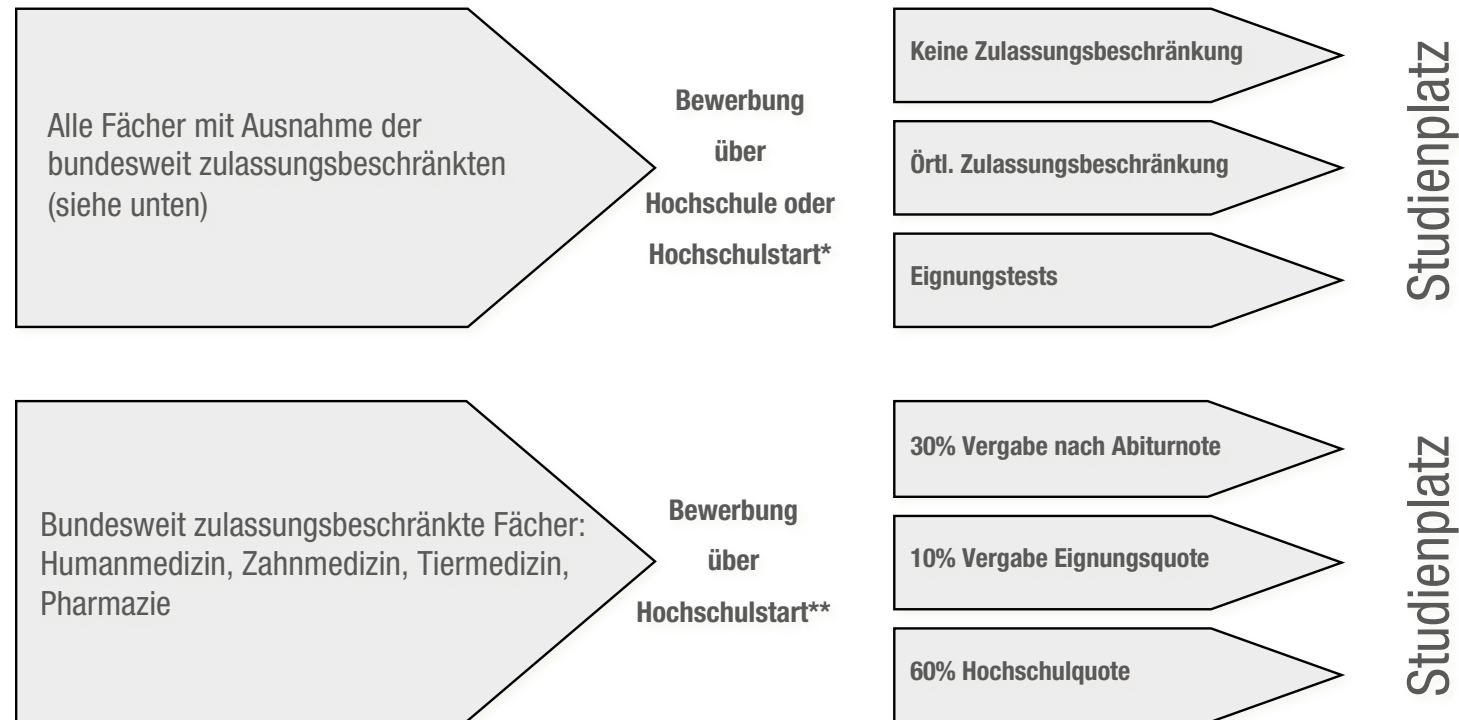 Alle Fächer mit Ausnahme der
bundesweit zulassungsbeschränkten
(siehe unten)
Bewerbung
über
Hochschule oder
Hochschulstart*
Keine Zulassungsbeschränkung
Örtl. Zulassungsbeschränkung
Eignungstests
Studienplatz
Bundesweit zulassungsbeschränkte Fächer:
Humanmedizin, Zahnmedizin, Tiermedizin,
Pharmazie
Bewerbung
über
Hochschulstart**
30% Vergabe nach Abiturnote
10% Vergabe Eignungsquote
60% Hochschulquote
Studienplatz